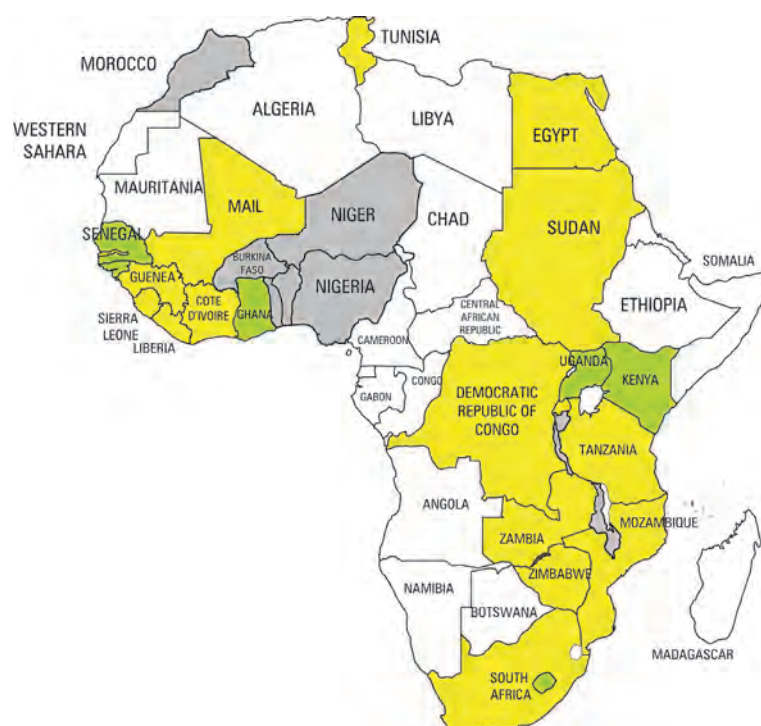 TUNISIA
MOROCCO
ALGERIA
LIBYA
EGYPT
WESTERN
SAHARA
MAURITANIA
MAIL
NIGER
CHAD
SUDAN
SENEGAL
BURKINA
FASO
NIGERIA
SOMALIA
GUENEA
COTE
D'IVOIRE
GHANA
ETHIOPIA
SIERRA
LEONE
LIBERIA
CENTRAL
AFRICAN
REPUBLIC
CAMEROON
UGANDA
KENYA
GABON
CONGO
DEMOCRATIC
REPUBLIC OF
CONGO
TANZANIA
ANGOLA
ZAMBIA
MOZAMBIQUE
NAMIBIA
ZIMBABWE
BOTSWANA
MADAGASCAR
SOUTH
AFRICA